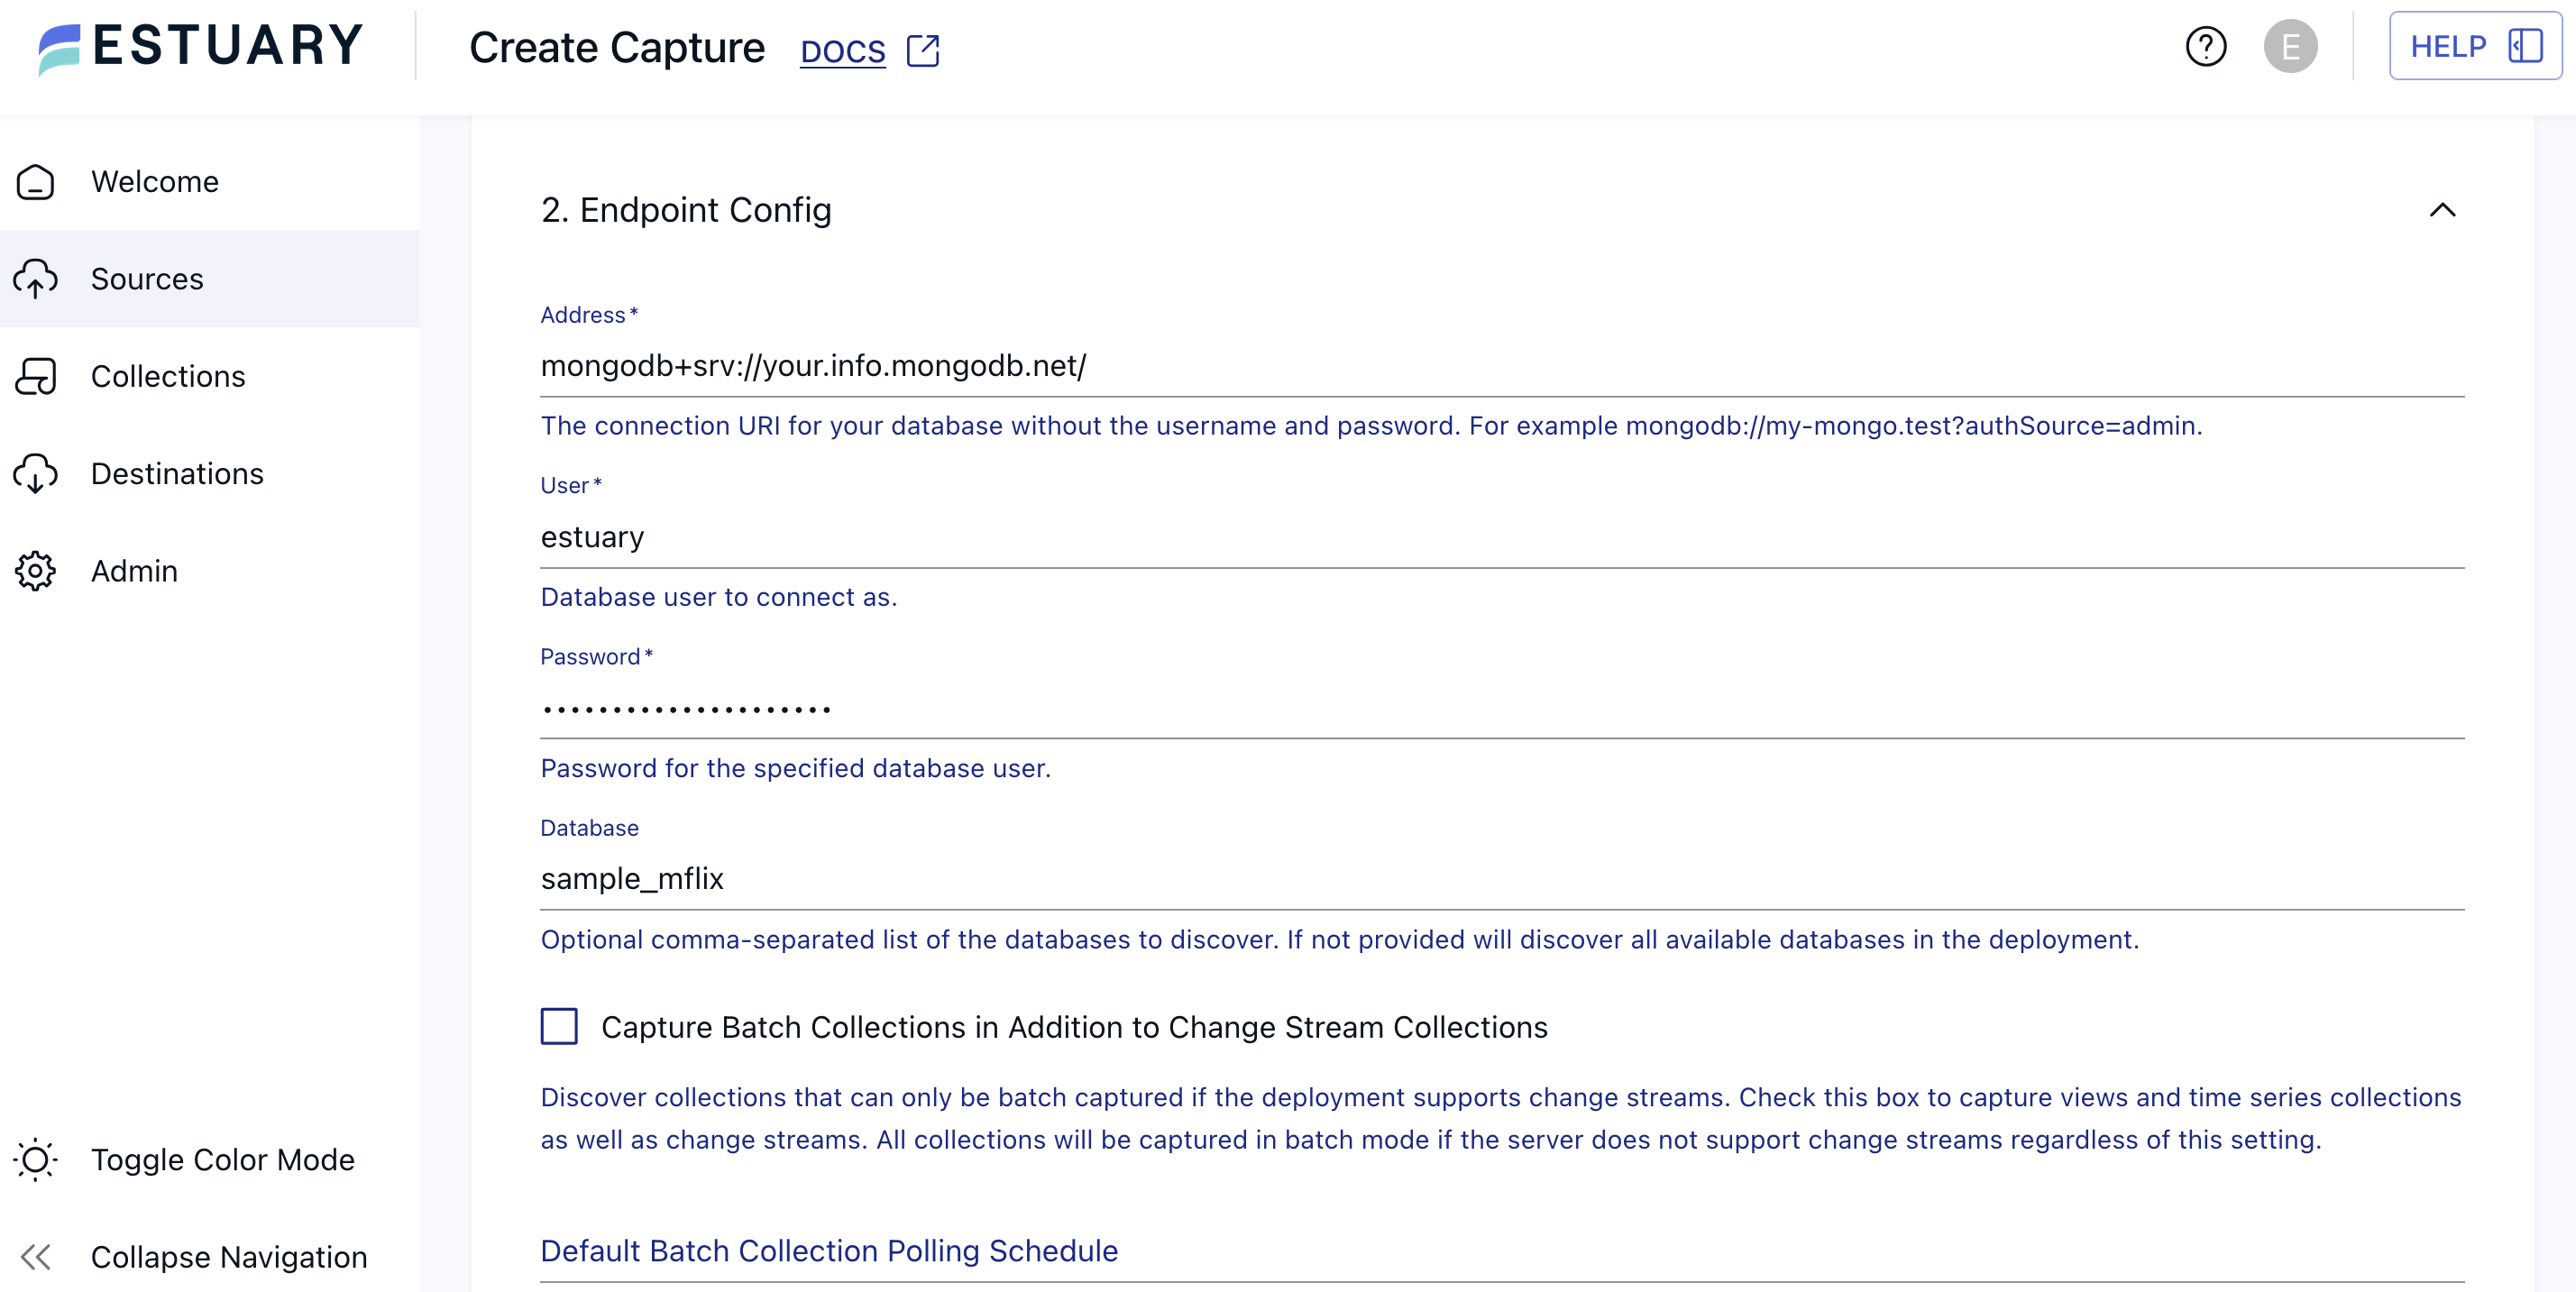 ESTUARY
Create Capture DOCS
E
HELP
Welcome
Sources
Collections
Destinations
Admin
Toggle Color Mode
Collapse Navigation
2. Endpoint Config
Address *
mongodb+srv://your.info.mongodb.net/
The connection URI for your database without the username and password. For example mongodb://my-mongo.test?authSource=admin.
User *
estuary
Database user to connect as.
Password *
•••••••••••••••••••••
Password for the specified database user.
Database
sample_mflix
Optional comma-separated list of the databases to discover. If not provided will discover all available databases in the deployment.
Capture Batch Collections in Addition to Change Stream Collections
Discover collections that can only be batch captured if the deployment supports change streams. Check this box to capture views and time series collections
as well as change streams. All collections will be captured in batch mode if the server does not support change streams regardless of this setting.
Default Batch Collection Polling Schedule